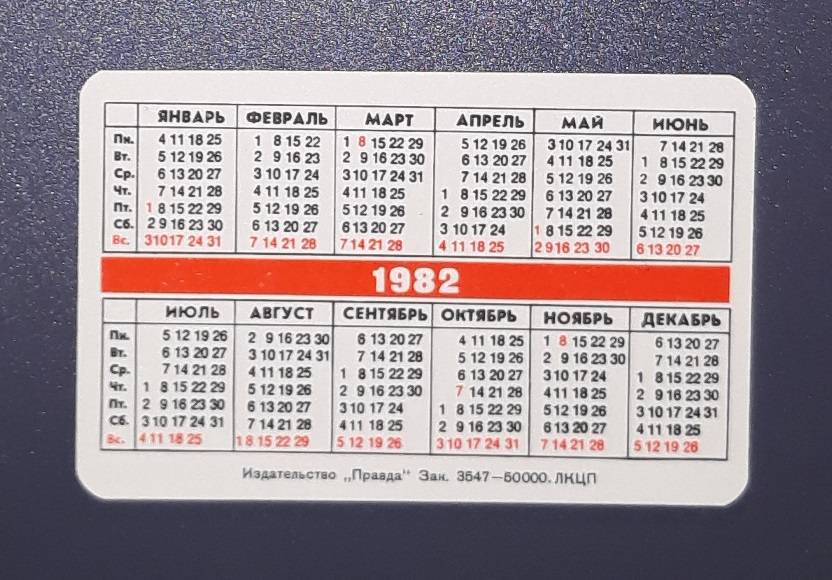 ЯНВАРЬ ФЕВРАЛЬ МАРТ АПРЕЛЬ МАЙ ИЮНЬ
Пн. 4 11 18 25 1 8 15 22 1 8 15 22 29 5 12 19 26 3 10 17 24 31 7 14 21 28
Вт. 5 12 19 26 2 9 16 23 2 9 16 23 30 6 13 20 27 4 11 18 25 1 8 15 22 29
Ср. 6 13 20 27 3 10 17 24 3 10 17 24 31 7 14 21 28 5 12 19 26 2 9 16 23 30
Чт. 7 14 21 28 4 11 18 25 4 11 18 25 1 8 15 22 29 6 13 20 27 3 10 17 24
Пт. 1 8 15 22 29 5 12 19 26 5 12 19 26 2 9 16 23 30 7 14 21 28 4 11 18 25
Сб. 2 9 16 23 30 6 13 20 27 6 13 20 27 3 10 17 24 1 8 15 22 29 5 12 19 26
Вс. 3 10 17 24 31 7 14 21 28 7 14 21 28 4 11 18 25 2 9 16 23 30 6 13 20 27
1982
ИЮЛЬ АВГУСТ СЕНТЯБРЬ ОКТЯБРЬ НОЯБРЬ ДЕКАБРЬ
Пн. 5 12 19 26 2 9 16 23 30 6 13 20 27 4 11 18 25 1 8 15 22 29 6 13 20 27
Вт. 6 13 20 27 3 10 17 24 31 7 14 21 28 5 12 19 26 2 9 16 23 30 7 14 21 28
Ср. 7 14 21 28 4 11 18 25 1 8 15 22 29 6 13 20 27 3 10 17 24 1 8 15 22 29
Чт. 1 8 15 22 29 5 12 19 26 2 9 16 23 30 7 14 21 28 4 11 18 25 2 9 16 23 30
Пт. 2 9 16 23 30 6 13 20 27 3 10 17 24 1 8 15 22 29 5 12 19 26 3 10 17 24 31
Сб. 3 10 17 24 31 7 14 21 28 4 11 18 25 2 9 16 23 30 6 13 20 27 4 11 18 25
Вс. 4 11 18 25 1 8 15 22 29 5 12 19 26 3 10 17 24 31 7 14 21 28 5 12 19 26
Издательство „Правда" Зак. 3547—50000. ЛКЦП